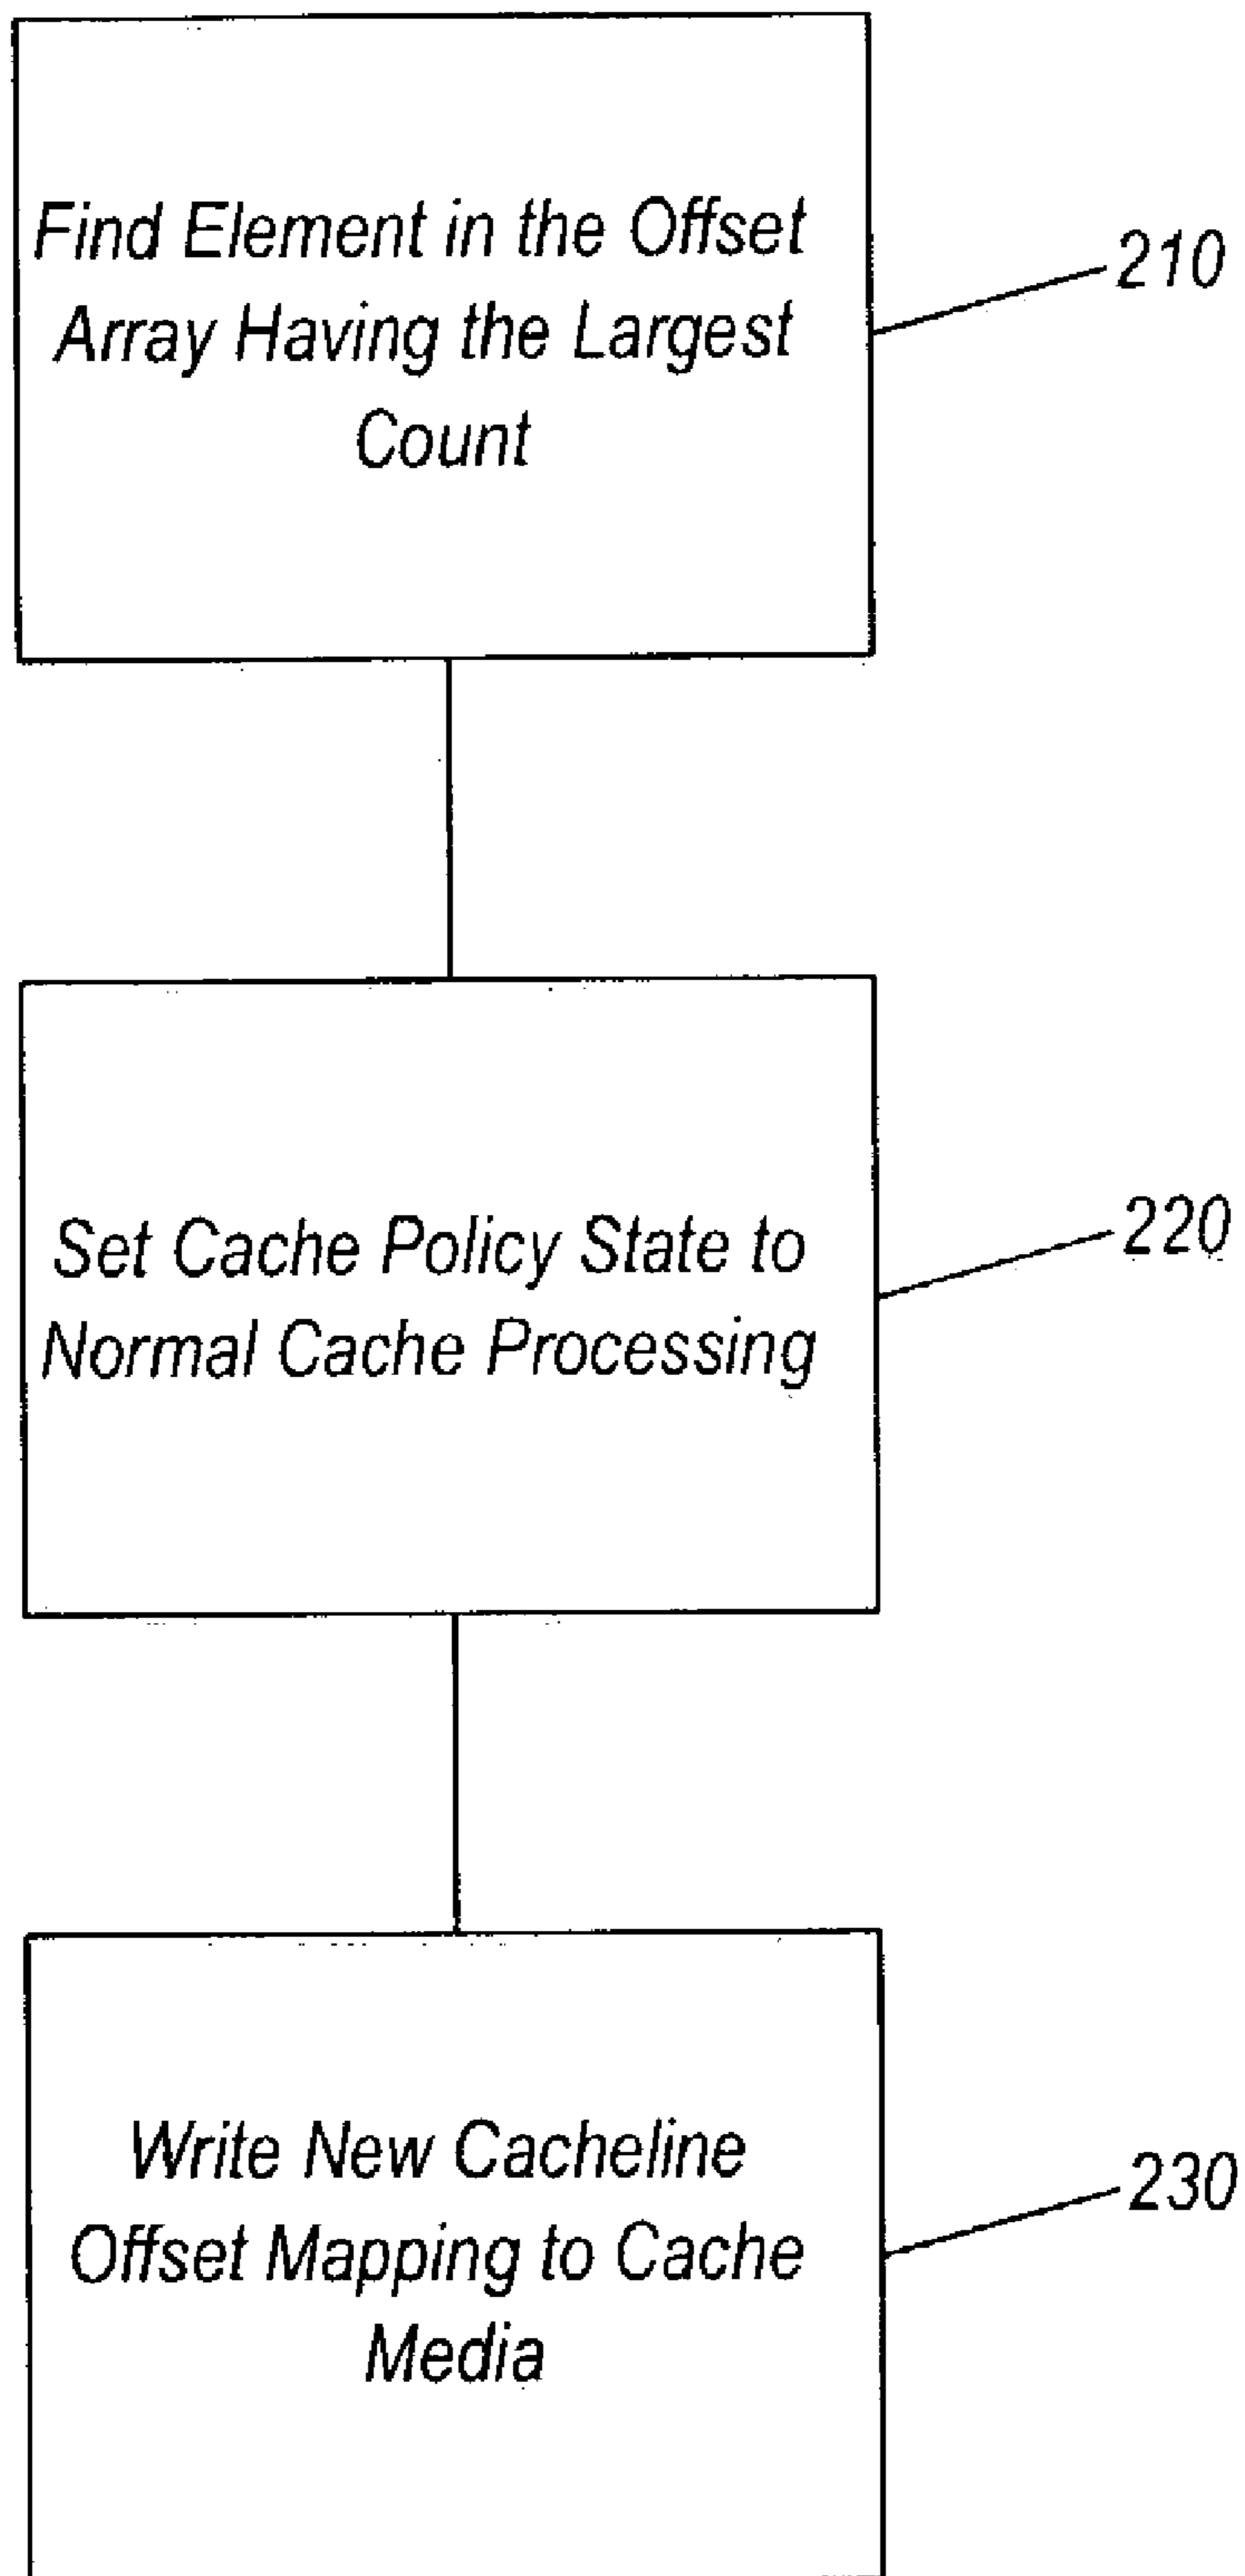 Find Element in the Offset
Array Having the Largest
Count
210
Set Cache Policy State to
Normal Cache Processing
220
Write New Cacheline
Offset Mapping to Cache
Media
230